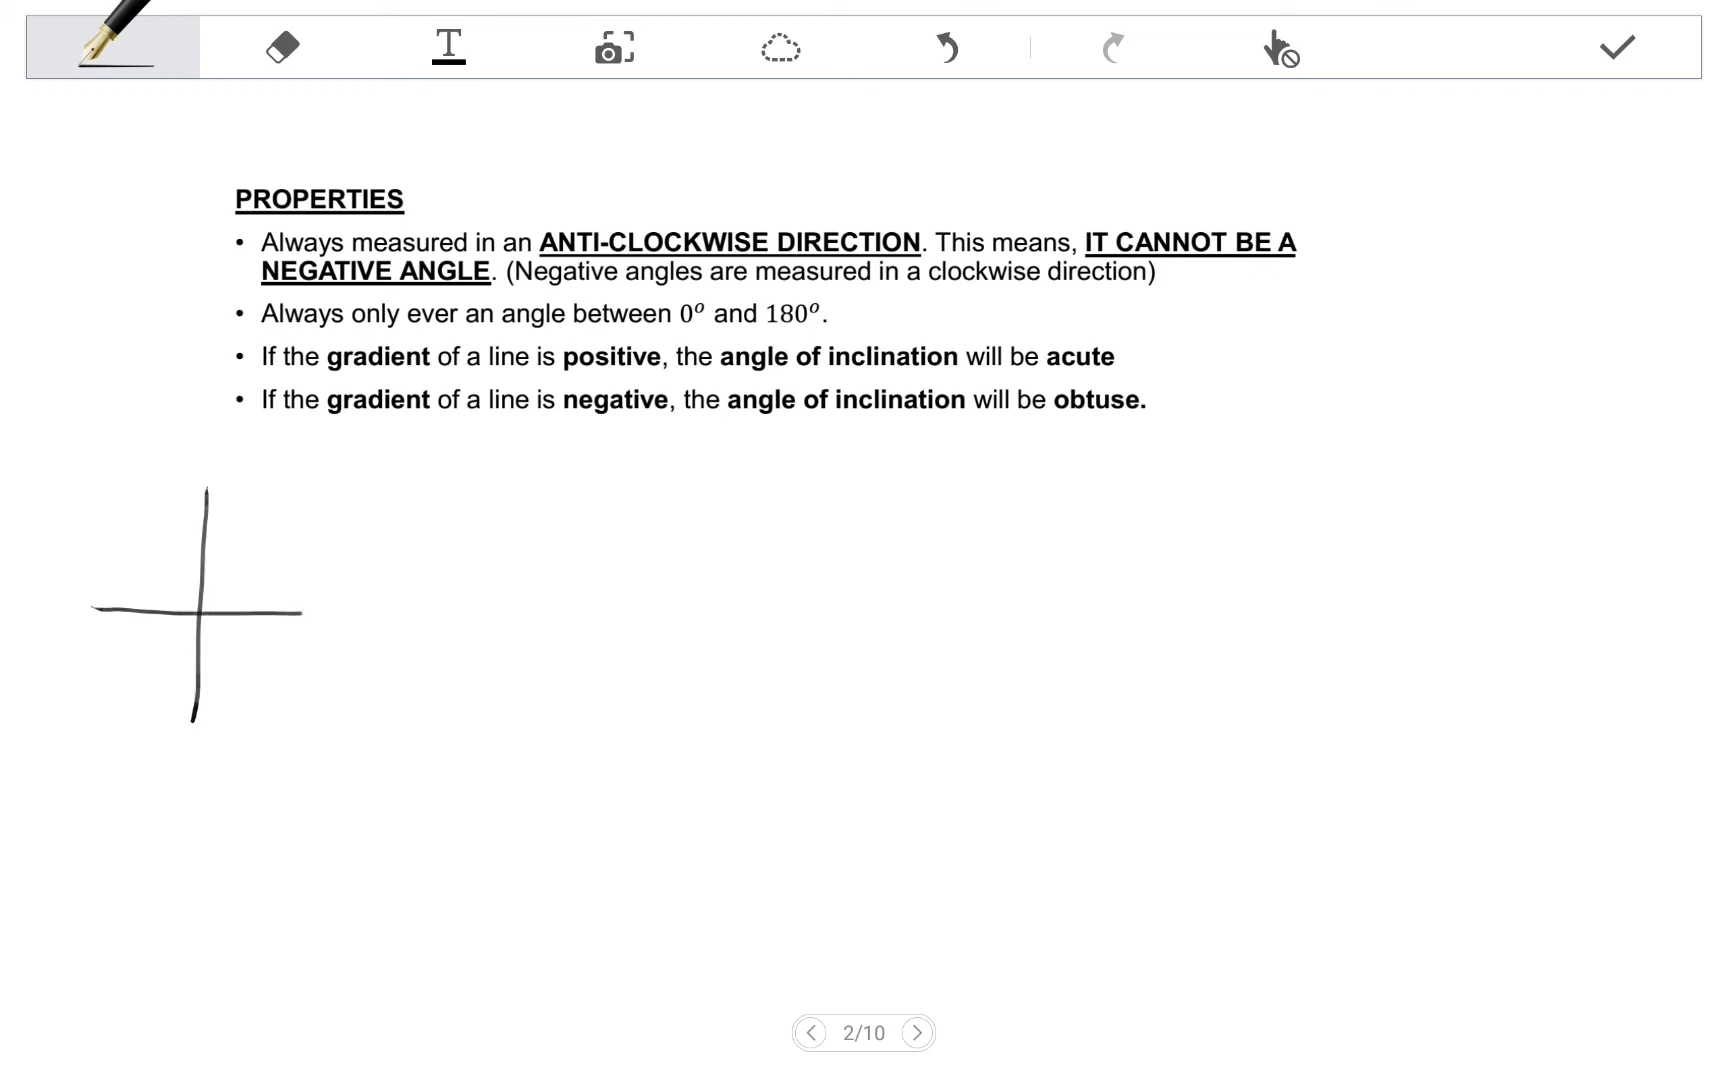 T
PROPERTIES
• Always measured in an ANTI-CLOCKWISE DIRECTION. This means, IT CANNOT BE A
NEGATIVE ANGLE. (Negative angles are measured in a clockwise direction)
• Always only ever an angle between 0º and 180º.
• If the gradient of a line is positive, the angle of inclination will be acute
• If the gradient of a line is negative, the angle of inclination will be obtuse.
2/10